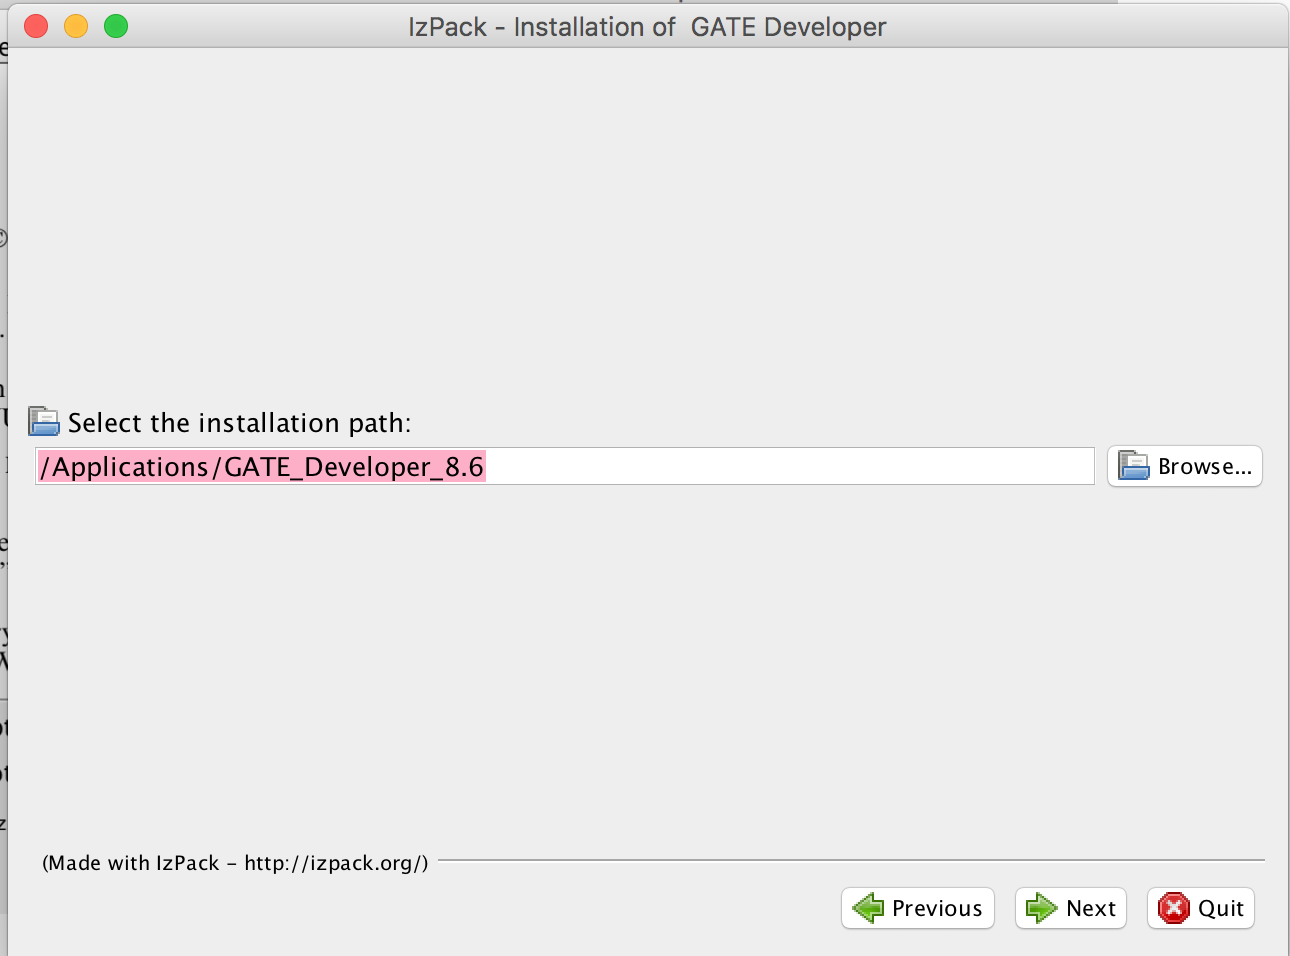 IzPack - Installation of  GATE Developer
Select the installation path:
/Applications/GATE_Developer_8.6
Browse...
(Made with IzPack - http://izpack.org/)
Previous
Next
Quit